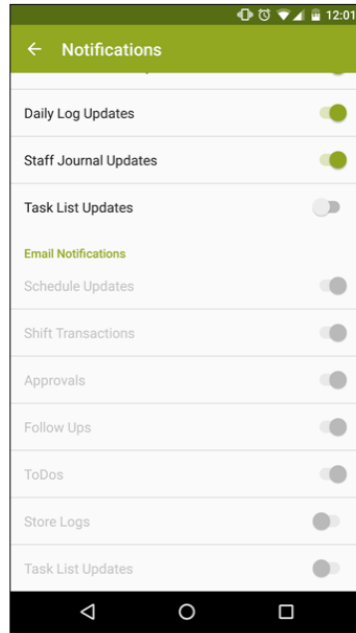 12:01
Notifications
Daily Log Updates
Staff Journal Updates
Task List Updates
Email Notifications
Schedule Updates
Shift Transactions
Approvals
Follow Ups
ToDos
Store Logs
Task List Updates